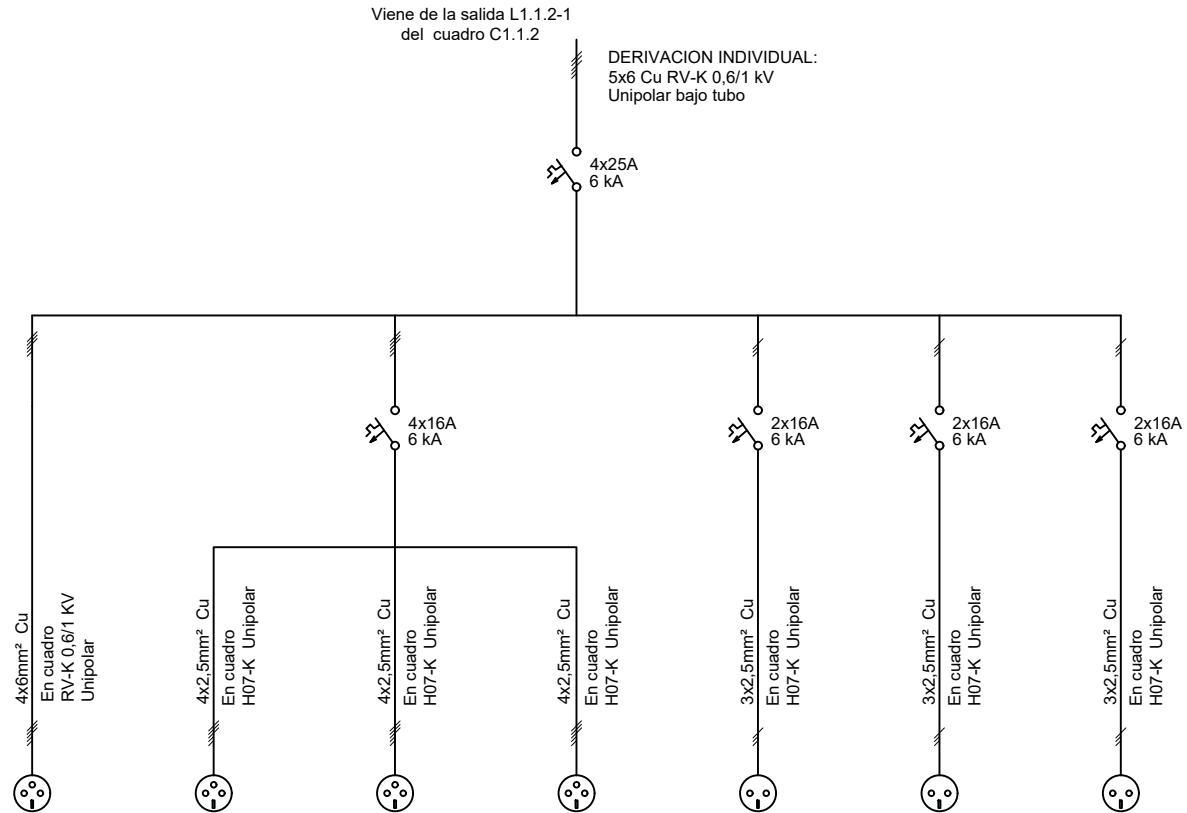 Viene de la salida L1.1.2-1
del cuadro C1.1.2
DERIVACION INDIVIDUAL:
5x6 Cu RV-K 0,6/1 kV
Unipolar bajo tubo
4x25A
6 kA
4x16A
6 kA
2x16A
6 kA
2x16A
6 kA
2x16A
6 kA
4x6mm² Cu
En cuadro
RV-K 0,6/1 KV
Unipolar
4x2,5mm² Cu
En cuadro
H07-K Unipolar
4x2,5mm² Cu
En cuadro
H07-K Unipolar
4x2,5mm² Cu
En cuadro
H07-K Unipolar
3x2,5mm² Cu
En cuadro
H07-K Unipolar
3x2,5mm² Cu
En cuadro
H07-K Unipolar
3x2,5mm² Cu
En cuadro
H07-K Unipolar